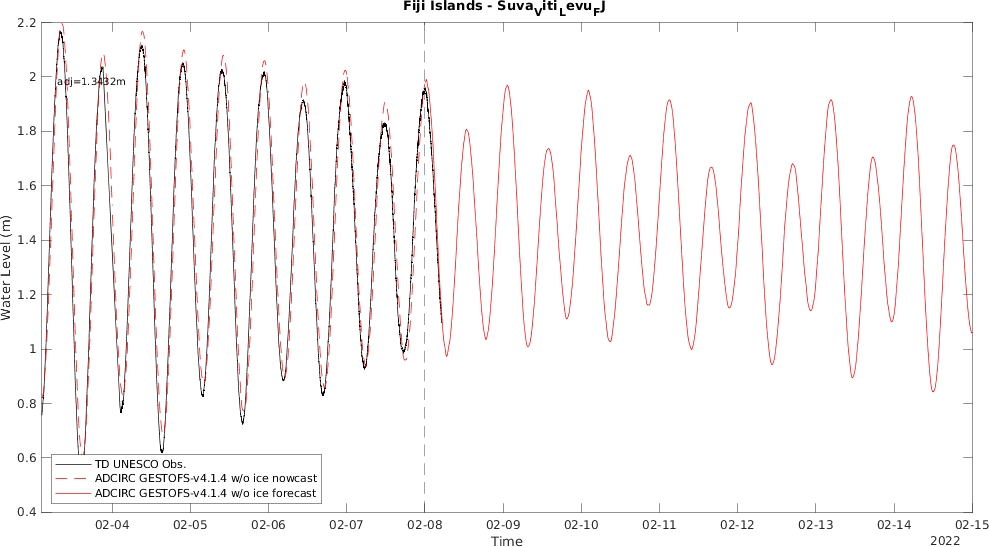 Fiji Islands - Suva_Viti_Levu_FJ
2.2
2
1.8
1.6
1.4
1.2
1
0.8
0.6
0.4
Water Level (m)
adj=1.3432m
TD UNESCO Obs.
ADCIRC GESTOFS-v4.1.4 w/o ice nowcast
ADCIRC GESTOFS-v4.1.4 w/o ice forecast
02-04 02-05 02-06 02-07 02-08 02-09 02-10 02-11 02-12 02-13 02-14 02-15
Time
2022